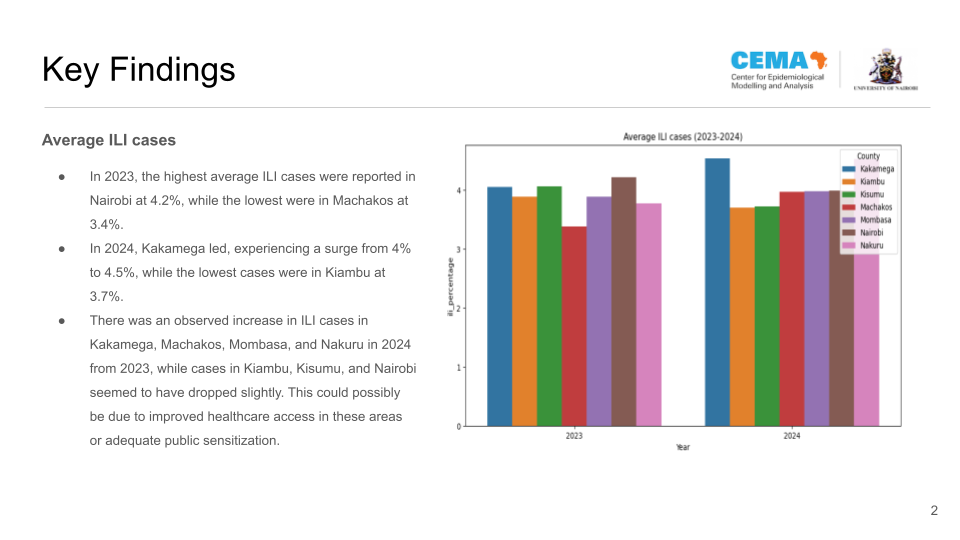 Key Findings
CEMA
Center for Epidemiological
Modelling and Analysis
UNIVERSITY OF NAIROBI
Average ILI cases
● In 2023, the highest average ILI cases were reported in
Nairobi at 4.2%, while the lowest were in Machakos at
3.4%.
● In 2024, Kakamega led, experiencing a surge from 4%
to 4.5%, while the lowest cases were in Kiambu at
3.7%.
● There was an observed increase in ILI cases in
Kakamega, Machakos, Mombasa, and Nakuru in 2024
from 2023, while cases in Kiambu, Kisumu, and Nairobi
seemed to have dropped slightly. This could possibly
be due to improved healthcare access in these areas
or adequate public sensitization.
Average ILI cases (2023-2024)
County
Kakamega
Kiambu
Kisumu
Machakos
Mombasa
Nairobi
Nakuru
ili_percentage
4
3
2
1
0
2023
2024
Year
2